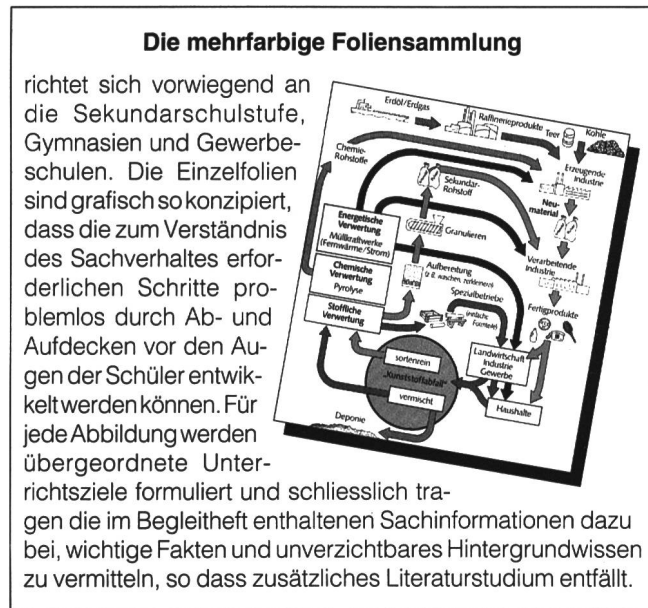 Die mehrfarbige Foliensammlung
richtet sich vorwiegend an
die Sekundarschulstufe,
Gymnasien und Gewerbe-
schulen. Die Einzelfolien
sind grafisch so konzipiert,
dass die zum Verständnis
des Sachverhaltes erfor-
derlichen Schritte pro-
blemlos durch Ab- und
Aufdecken vor den Au-
gen der Schüler entwik-
kelt werden können. Für
jede Abbildung werden
übergeordnete Unter-
richtsziele formuliert und schliesslich tra-
gen die im Begleitheft enthaltenen Sachinformationen dazu
bei, wichtige Fakten und unverzichtbares Hintergrundwissen
zu vermitteln, so dass zusätzliches Literaturstudium entfällt.
Erdöl/Erdgas
Raffinerieprodukte
Teer
Kohle
Chemie-
Rohstoffe
Erzeugende
Industrie
Sekundär-
Rohstoff
Neu-
material
Energetische
Verwertung
Müllkraftwerke
(Fernwärme/Strom)
Granulieren
Verarbeitende
Industrie
Chemische
Verwertung
Pyrolyse
Aufbereitung
(z.B. waschen, zerkleinern)
Spezialbetriebe
(einfache
Formteile)
Fertigprodukte
Stoffliche
Verwertung
Landwirtschaft
Industrie
Gewerbe
sortenrein
„Kunststoffabfall“
vermischt
Haushalte
Deponie